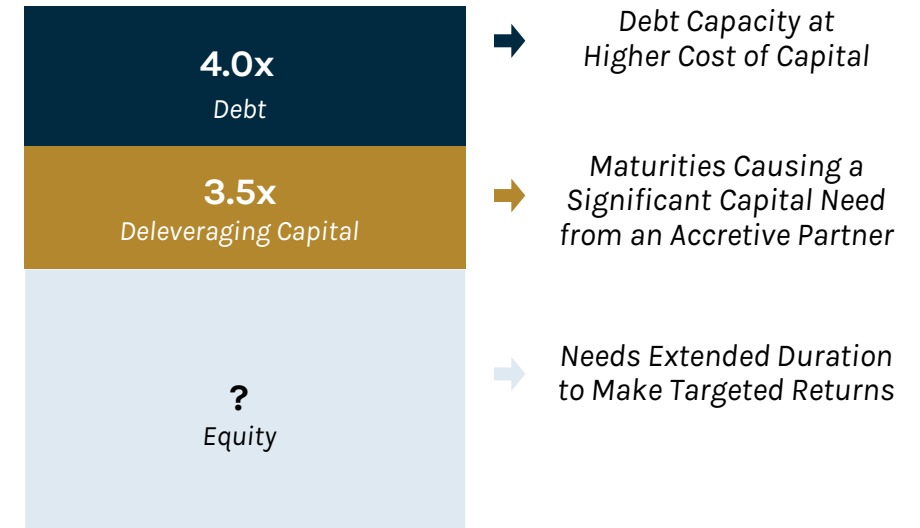 4.0x
Debt
Debt Capacity at
Higher Cost of Capital
3.5x
Deleveraging Capital
Maturities Causing a
Significant Capital Need
from an Accretive Partner
?
Equity
Needs Extended Duration
to Make Targeted Returns